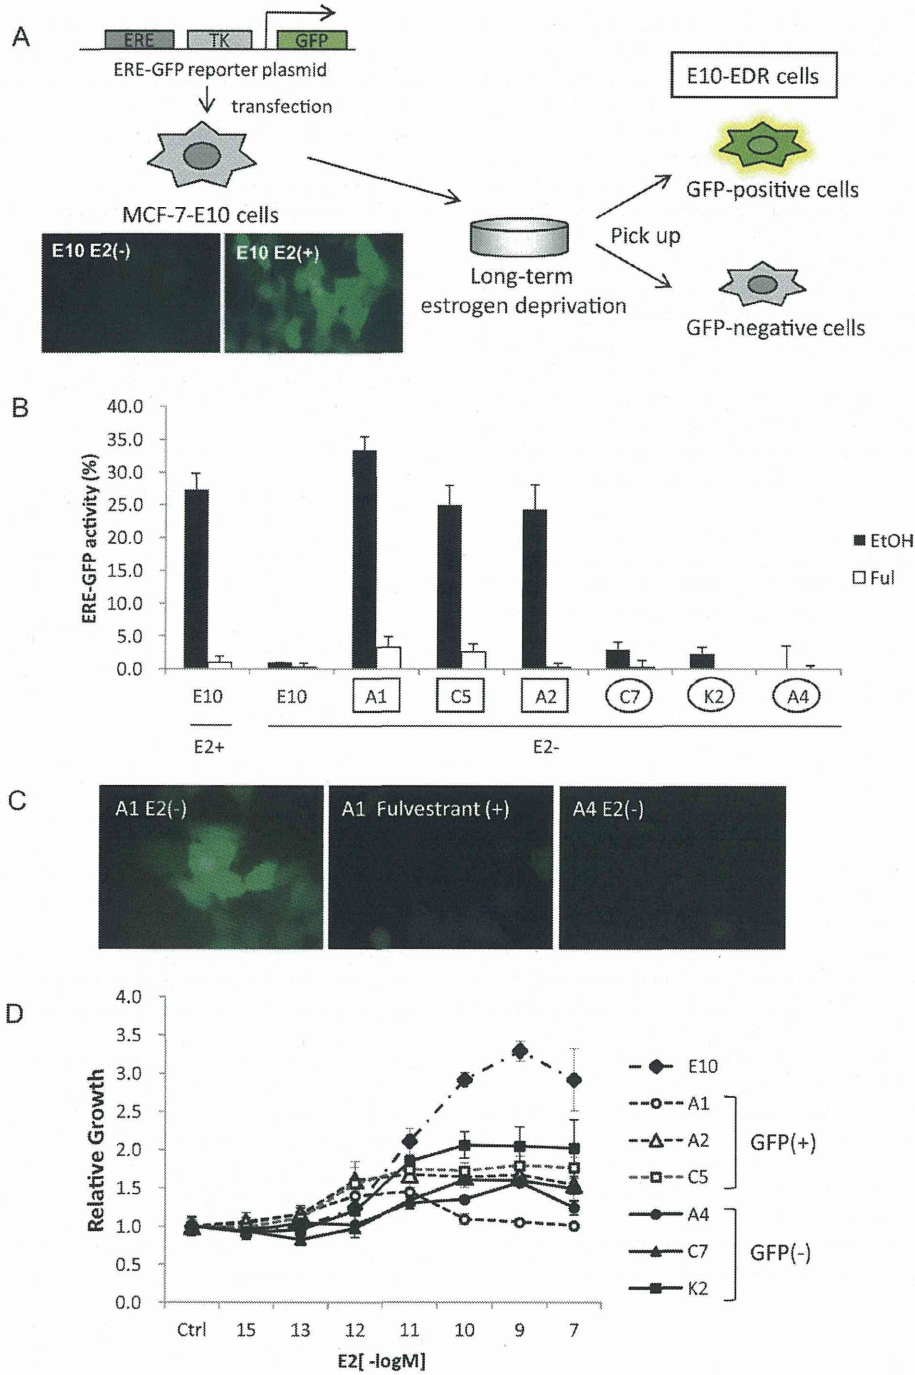 A
ERE TK GFP
ERE-GFP reporter plasmid
transfection
MCF-7-E10 cells
E10 E2(-)
E10 E2(+)
Long-term
estrogen deprivation
Pick up
E10-EDR cells
GFP-positive cells
GFP-negative cells
B
ERE-GFP activity (%)
40.0
35.0
30.0
25.0
20.0
15.0
10.0
5.0
0.0
E10 E10 A1 C5 A2 C7 K2 A4
E2+ E2-
EtOH
Ful
C
A1 E2(-)
A1 Fulvestrant (+)
A4 E2(-)
D
Relative Growth
4.0
3.5
3.0
2.5
2.0
1.5
1.0
0.5
0.0
Ctrl 15 13 12 11 10 9 7
E2[ -logM]
E10
A1
A2
C5
GFP(+)
A4
C7
K2
GFP(-)